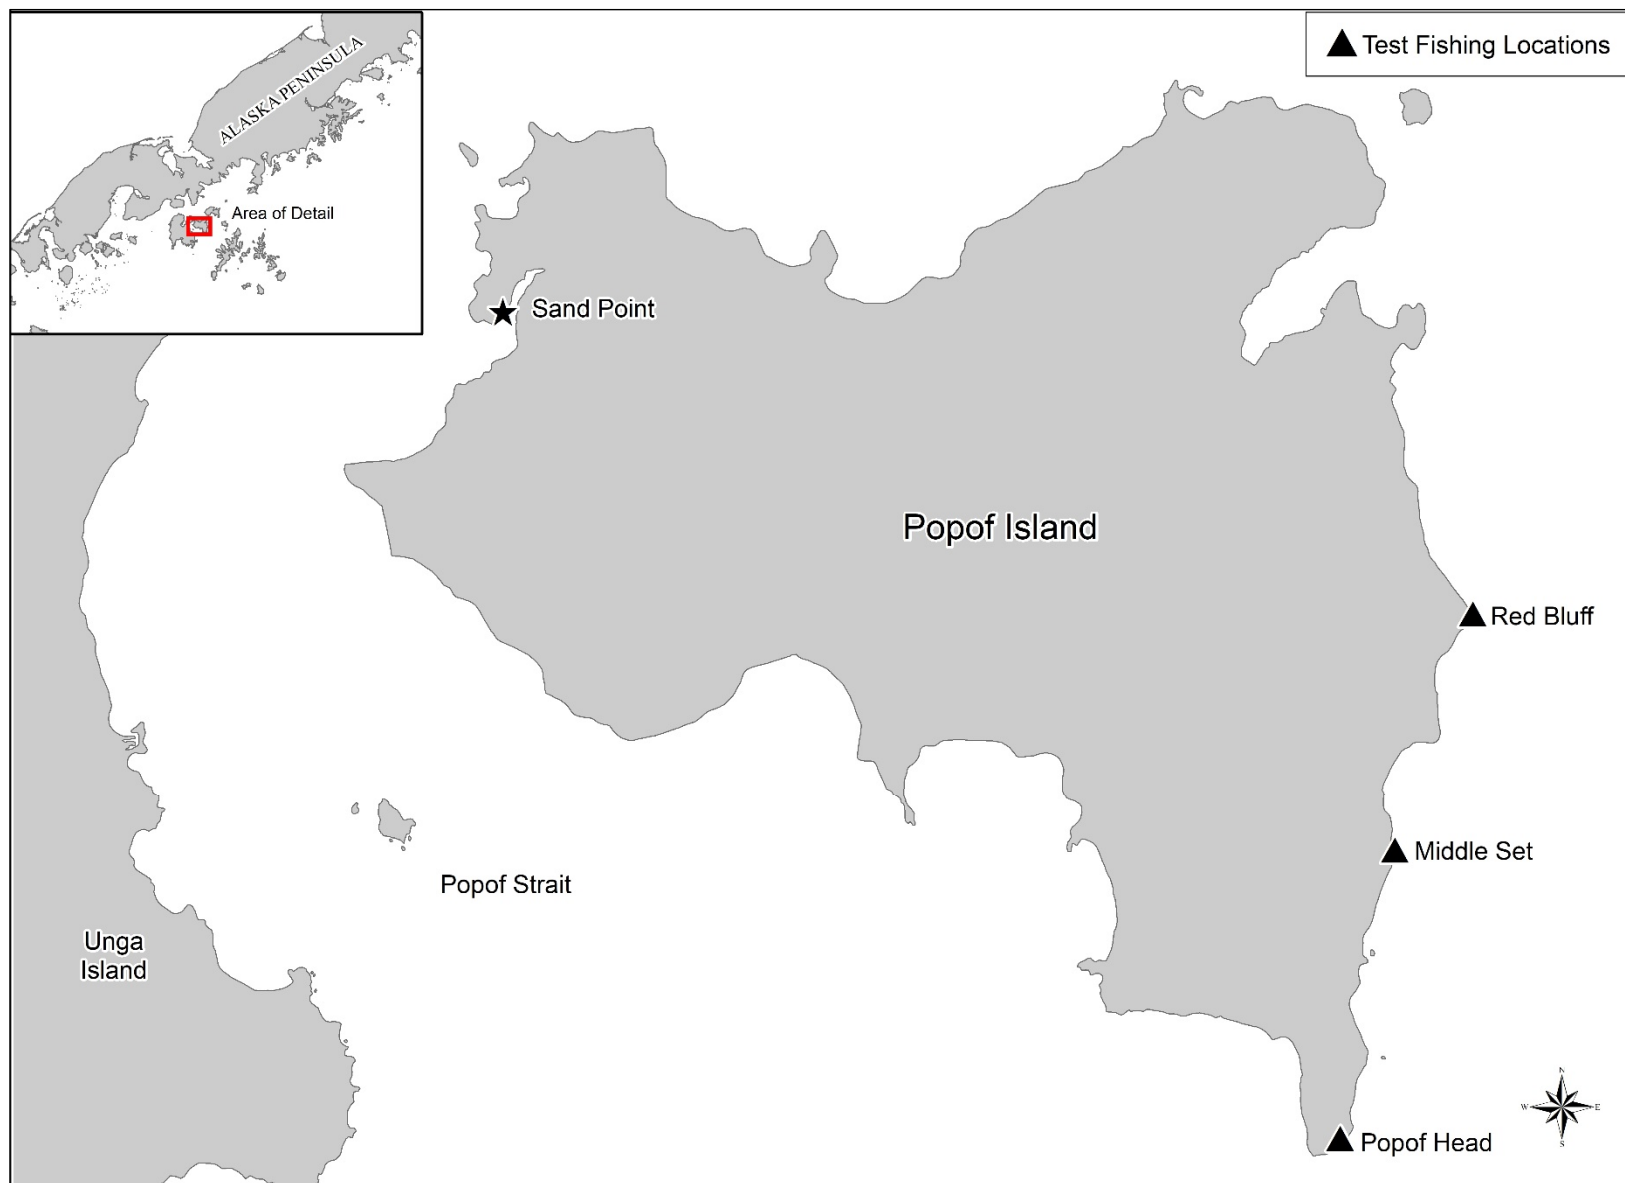 ALASKA PENINSULA
Area of Detail
Test Fishing Locations
Sand Point
Popof Island
Red Bluff
Middle Set
Popof Strait
Unga
Island
N
W E
S
Popof Head